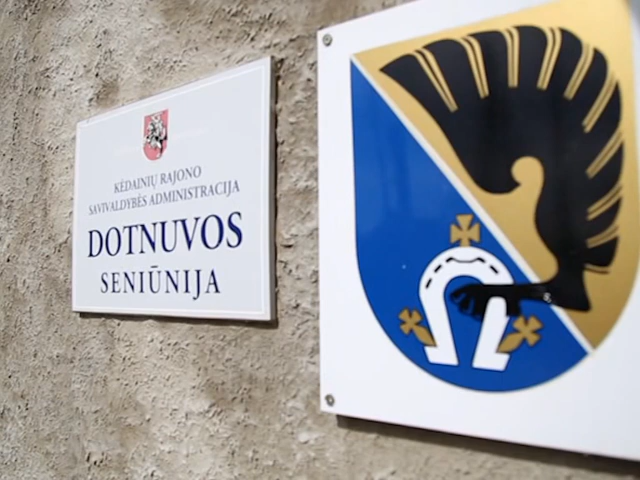 KĖDAINIŲ RAJONO
SAVIVALDYBĖS ADMINISTRACIJA
DOTNUVOS
SENIŪNIJA